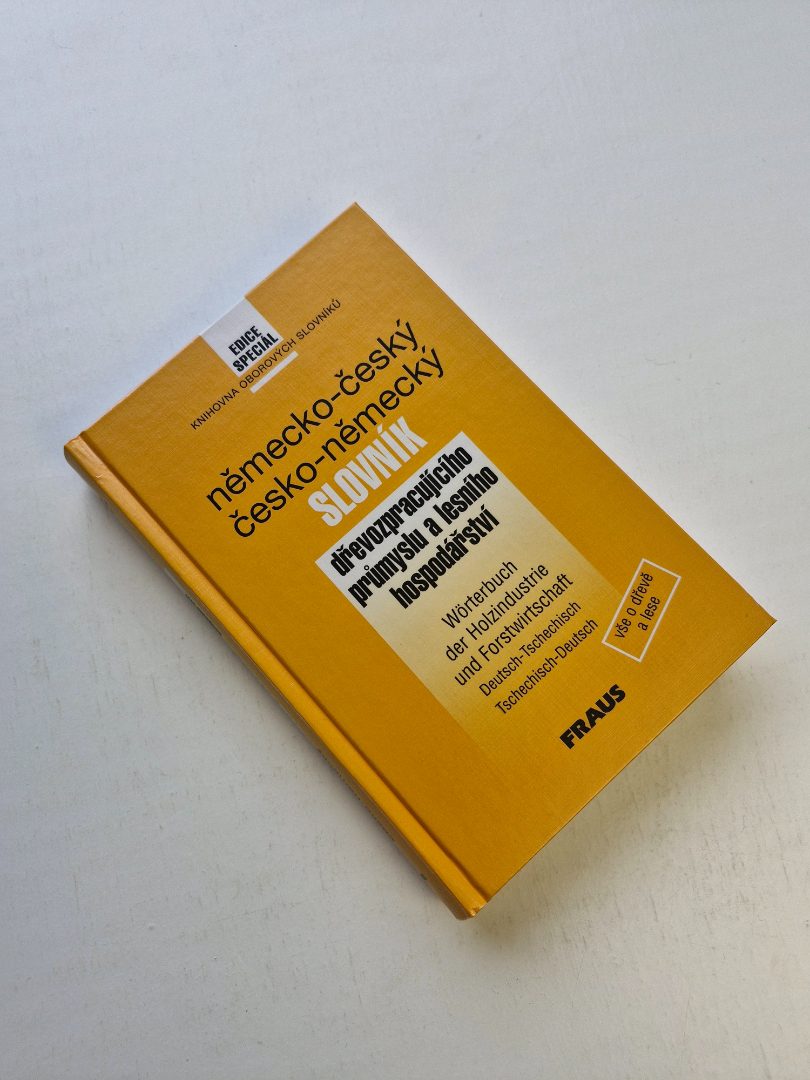 EDICE
SPECIÁL
KNIHOVNA OBOROVÝCH SLOVNÍKŮ
německo-český
česko-německý
SLOVNÍK
dřevozpracujícího
průmyslu a lesního
hospodářství
Wörterbuch
der Holzindustrie
und Forstwirtschaft
Deutsch-Tschechisch
Tschechisch-Deutsch
vše o dřevě
a lese
FRAUS